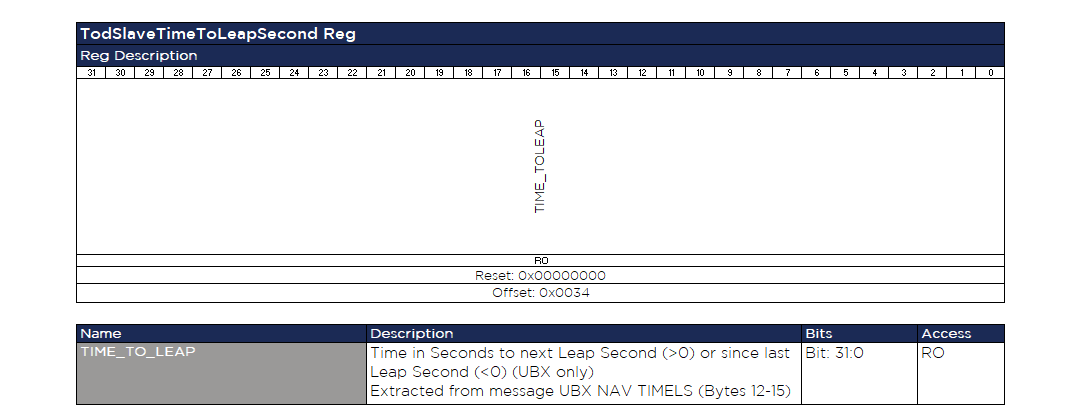 TodSlaveTimeToLeapSecond Reg
Reg Description
31 30 29 28 27 26 25 24 23 22 21 20 19 18 17 16 15 14 13 12 11 10 9 8 7 6 5 4 3 2 1 0
TIME_TOLEAP
RO
Reset: 0x00000000
Offset: 0x0034
Name Description Bits Access
TIME_TO_LEAP Time in Seconds to next Leap Second (>0) or since last Bit: 31:0 RO
Leap Second (<0) (UBX only)
Extracted from message UBX NAV TIMELS (Bytes 12-15)